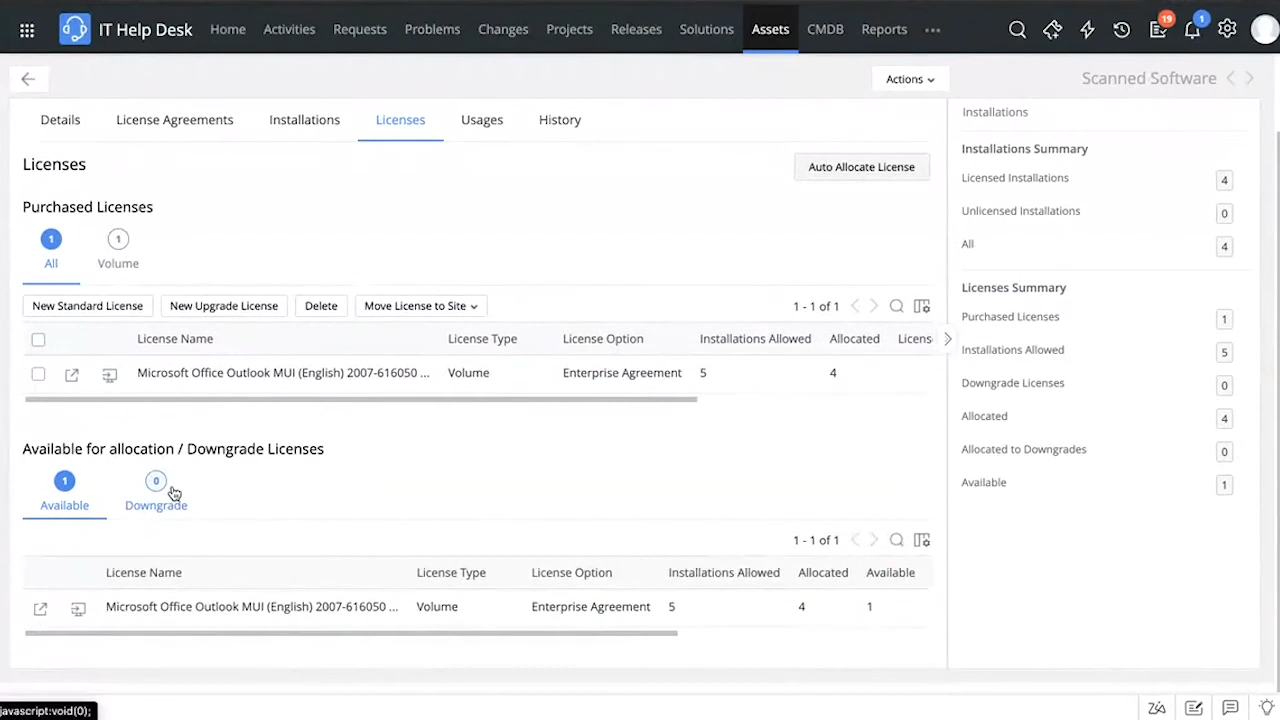 IT Help Desk Home Activities Requests Problems Changes Projects Releases Solutions Assets CMDB Reports 19 1
Actions
Scanned Software
Details License Agreements Installations Licenses Usages History
Licenses
Auto Allocate License
Purchased Licenses
1 1
All Volume
New Standard License New Upgrade License Delete Move License to Site 1 - 1 of 1
License Name License Type License Option Installations Allowed Allocated Licens
Microsoft Office Outlook MUI (English) 2007-616050 ... Volume Enterprise Agreement 5 4
Available for allocation / Downgrade Licenses
1 0
Available Downgrade
1 - 1 of 1
License Name License Type License Option Installations Allowed Allocated Available
Microsoft Office Outlook MUI (English) 2007-616050 ... Volume Enterprise Agreement 5 4 1
Installations
Installations Summary
Licensed Installations 4
Unlicensed Installations 0
All 4
Licenses Summary
Purchased Licenses 1
Installations Allowed 5
Downgrade Licenses 0
Allocated 4
Allocated to Downgrades 0
Available 1
javascript:void(0);